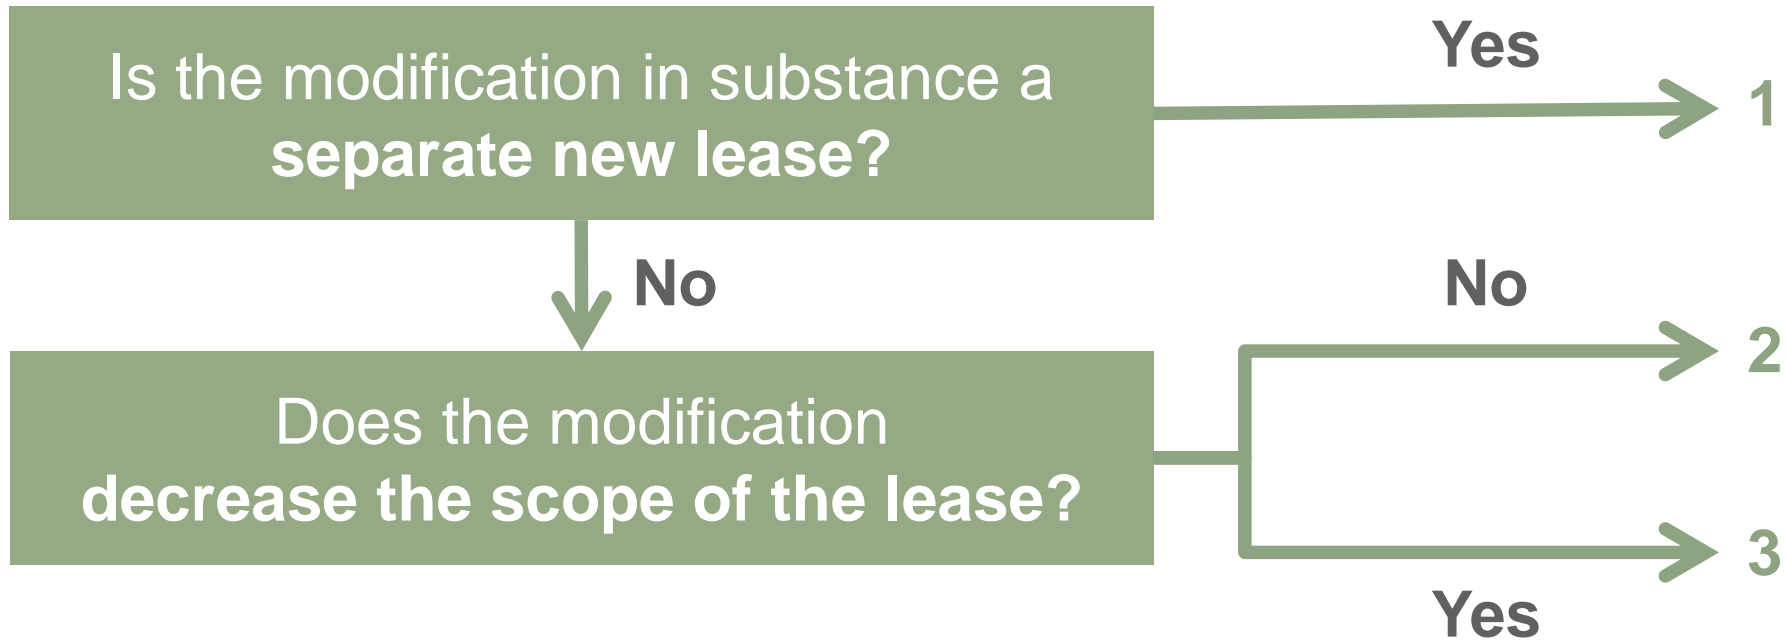 Is the modification in substance a
separate new lease?
Yes
1
No
Does the modification
decrease the scope of the lease?
No
2
Yes
3